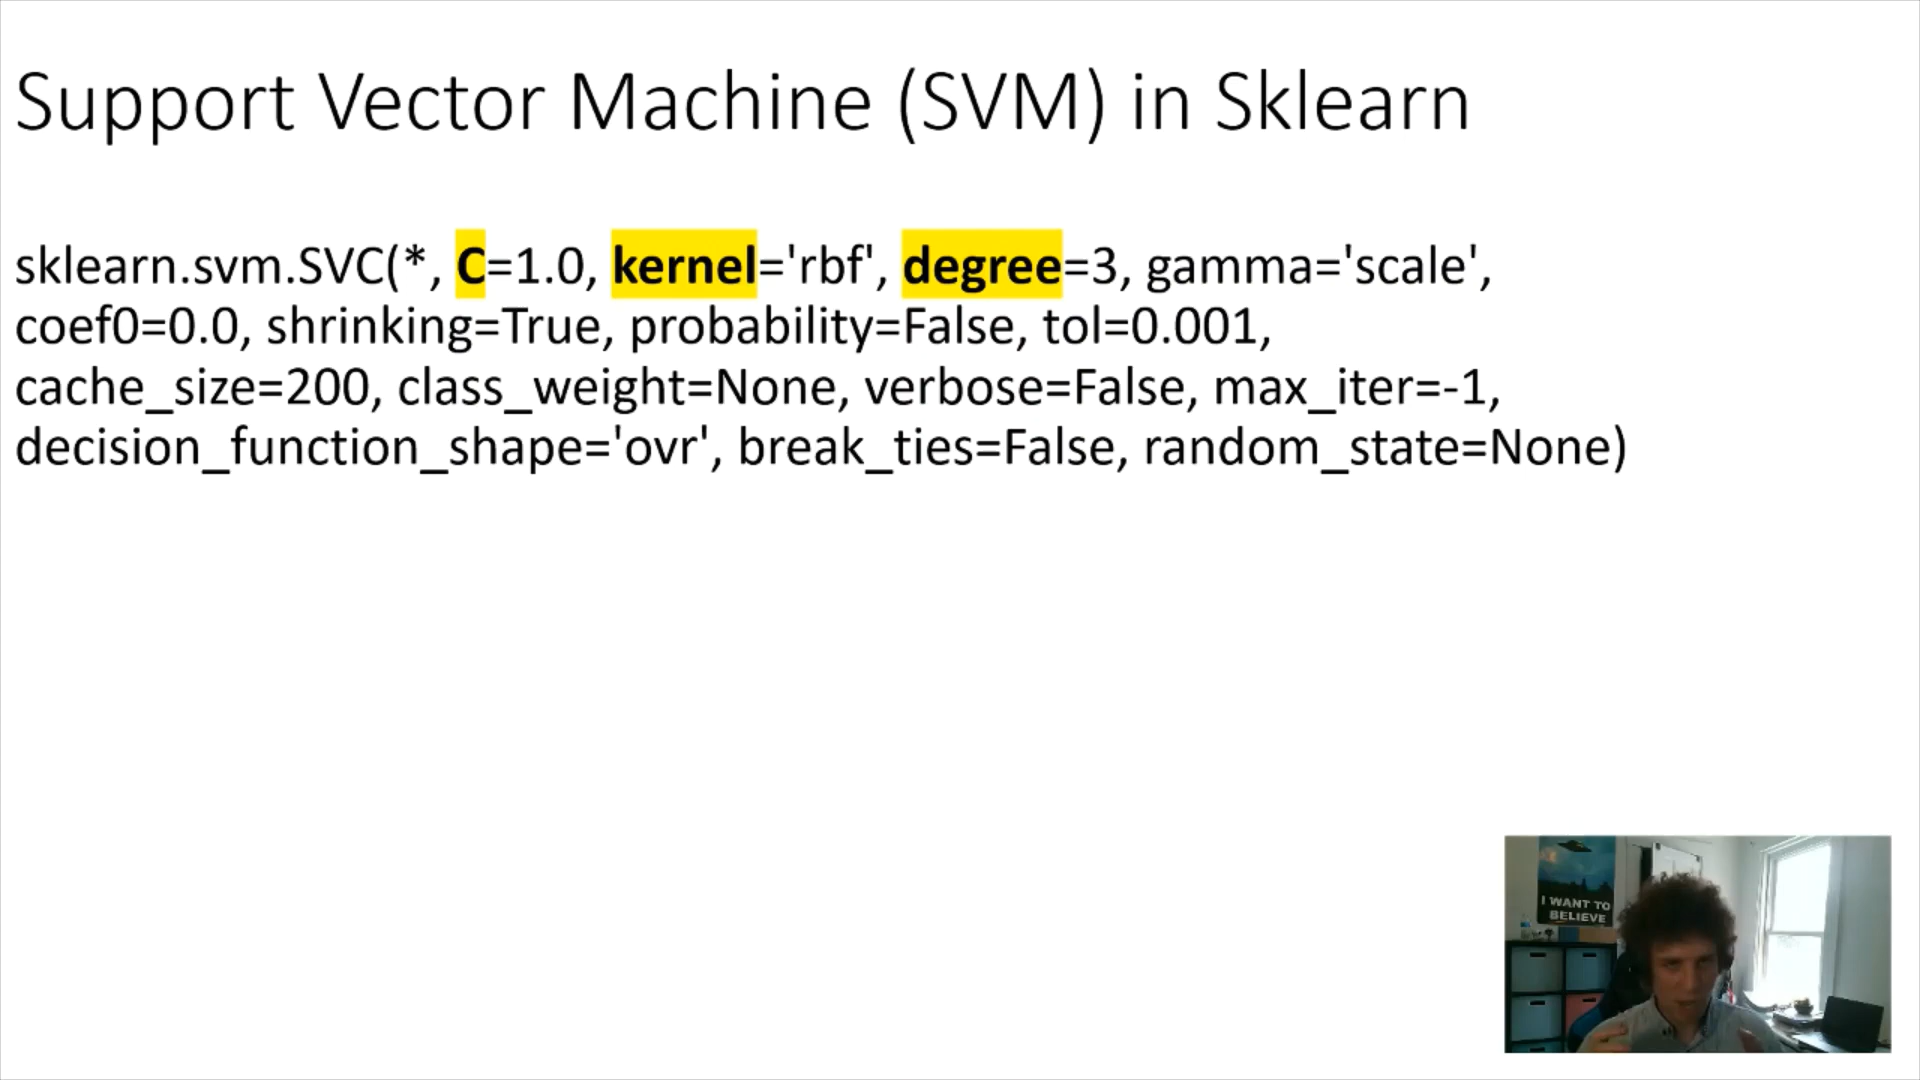 Support Vector Machine (SVM) in Sklearn
sklearn.svm.SVC(*, C=1.0, kernel='rbf', degree=3, gamma='scale',
coef0=0.0, shrinking=True, probability=False, tol=0.001,
cache_size=200, class_weight=None, verbose=False, max_iter=-1,
decision_function_shape='ovr', break_ties=False, random_state=None)
I WANT TO
BELIEVE